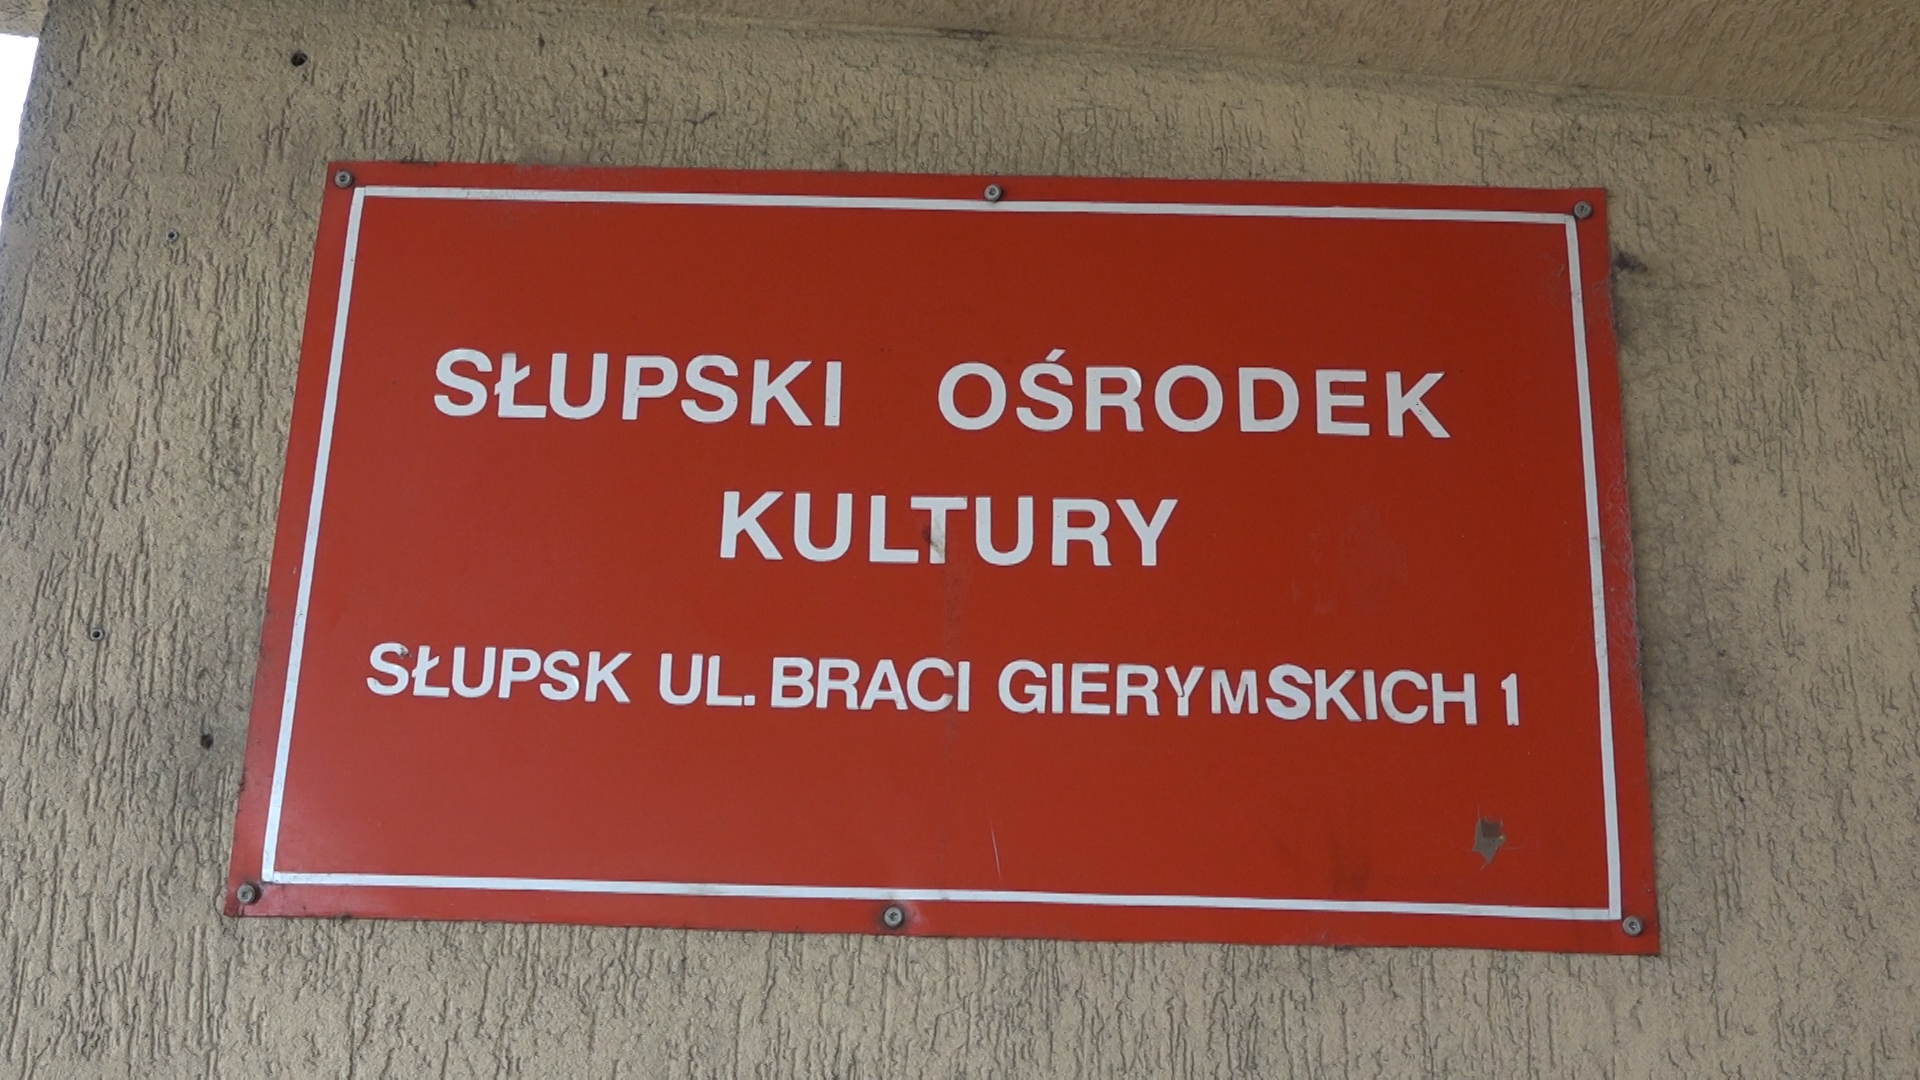 SŁUPSKI OŚRODEK
KULTURY
SŁUPSK UL. BRACI GIERYMSKICH 1